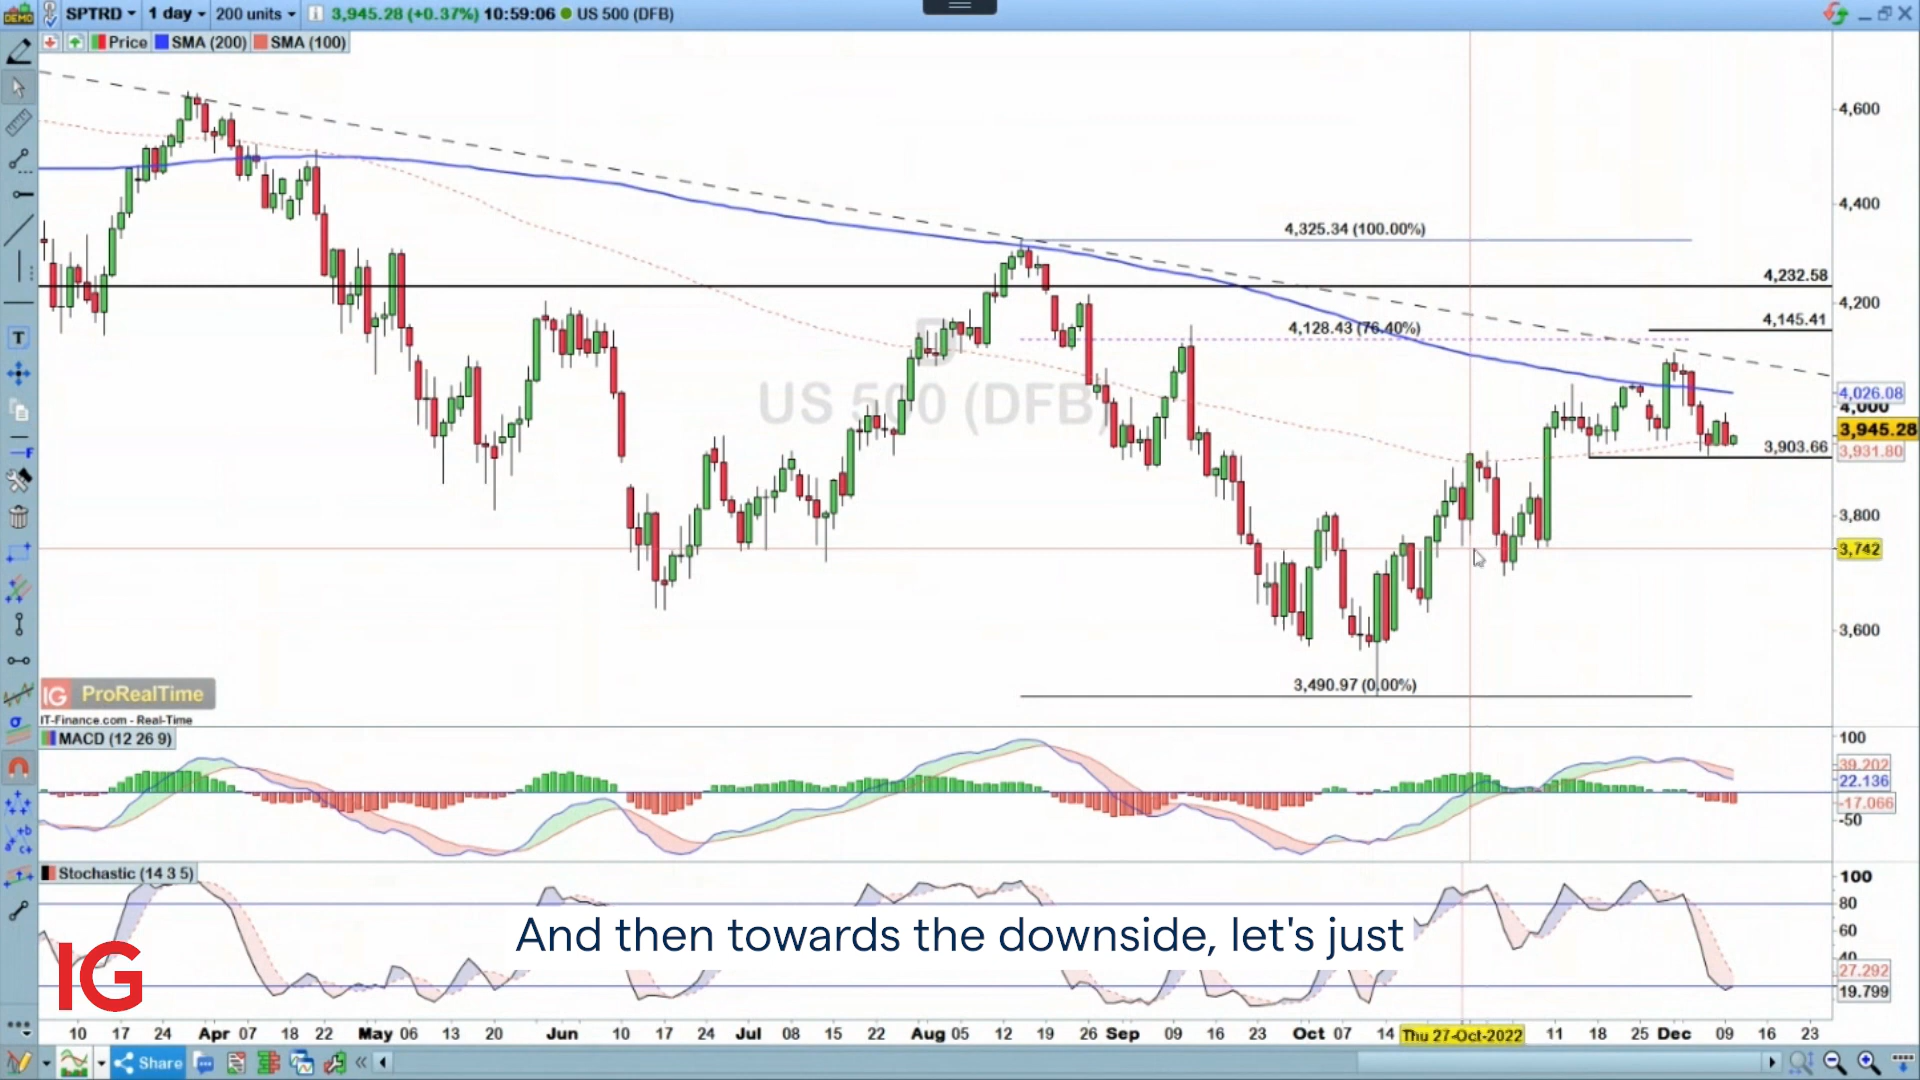 DEMO SPTRD 1 day 200 units 3,945.28 (+0.37%) 10:59:06 US 500 (DFB)
Price SMA (200) SMA (100)
4,600
4,400
4,325.34 (100.00%)
4,232.58
4,200
4,145.41
4,128.43 (76.40%)
US 500 (DFB)
4,026.08
4,000
3,945.28
3,903.66
3,931.80
3,800
3,742
3,600
3,490.97 (0.00%)
IG ProRealTime
IT-Finance.com - Real-Time
MACD (12 26 9)
100
39.202
22.136
-17.066
-50
Stochastic (14 3 5)
100
80
60
40
27.292
19.799
And then towards the downside, let's just
IG
10 17 24 Apr 07 18 22 May 06 13 20 Jun 10 17 24 Jul 08 15 22 Aug 05 12 19 26 Sep 09 16 23 Oct 07 14 Thu 27-Oct-2022 11 18 25 Dec 09 16 23
Share